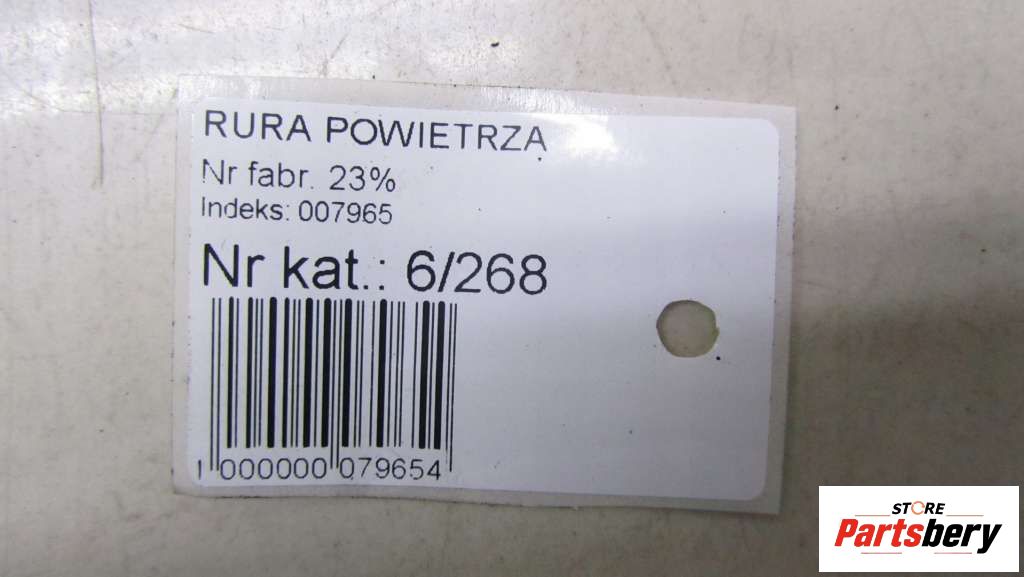 RURA POWIETRZA
Nr fabr. 23%
Indeks: 007965
Nr kat.: 6/268
1 000000 079654
STORE
Partsbery